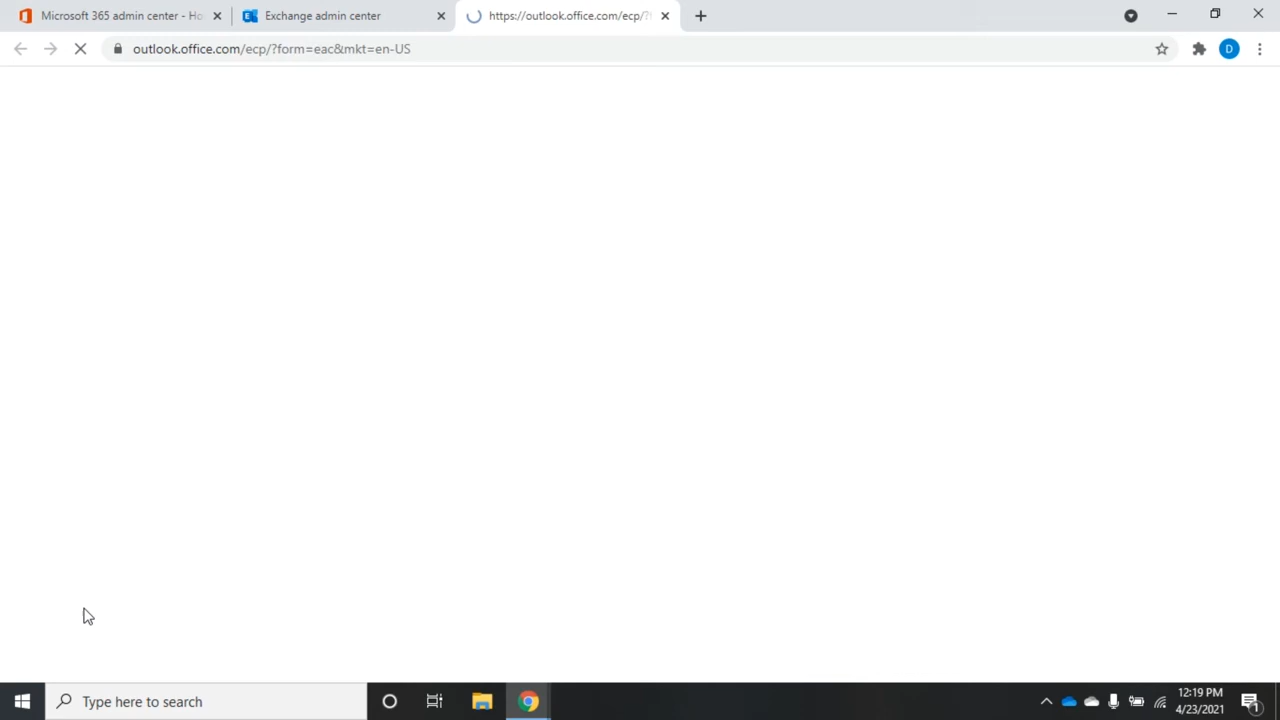 Microsoft 365 admin center - Ho
Exchange admin center
https://outlook.office.com/ecp/?
outlook.office.com/ecp/?form=eac&mkt=en-US
D
Type here to search
12:19 PM
4/23/2021
1